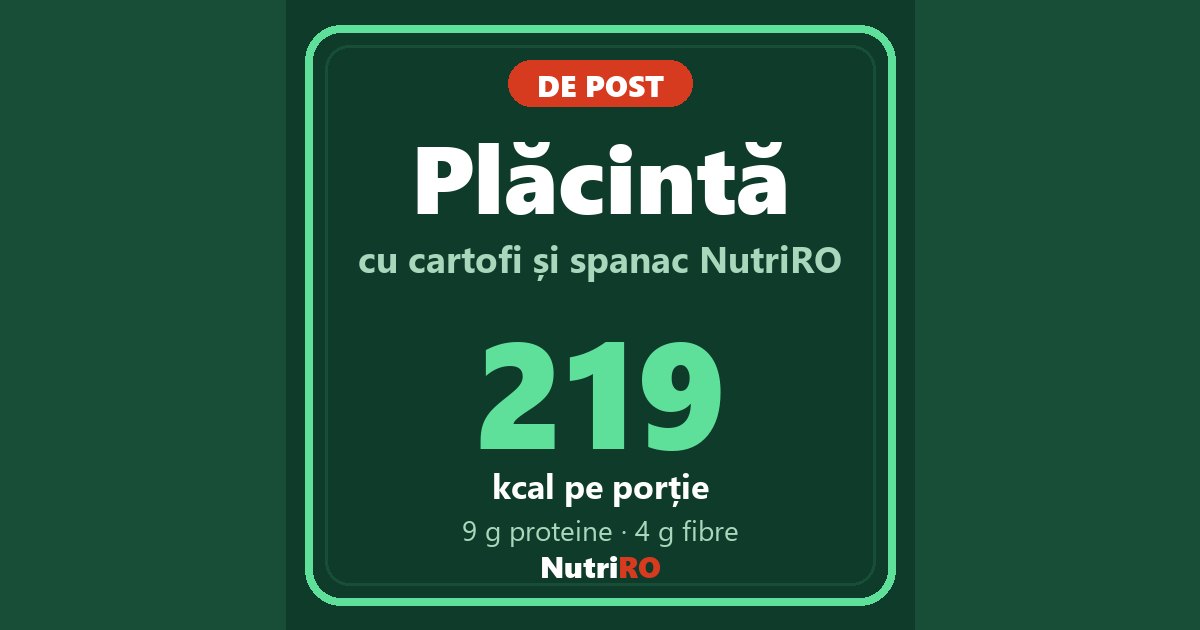 DE POST
Plăcintă
cu cartofi și spanac NutriRO
219
kcal pe porție
9 g proteine · 4 g fibre
NutriRO